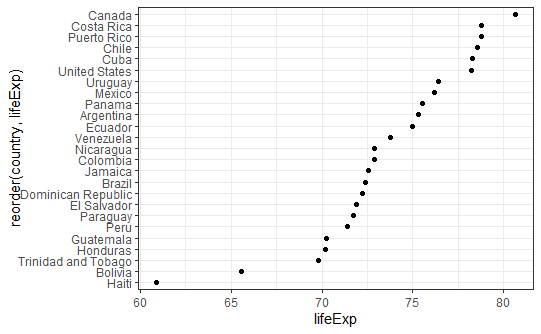 Canada
Costa Rica
Puerto Rico
Chile
Cuba
United States
Uruguay
Mexico
Panama
Argentina
Ecuador
Venezuela
Nicaragua
Colombia
Jamaica
Brazil
Dominican Republic
El Salvador
Paraguay
Peru
Guatemala
Honduras
Trinidad and Tobago
Bolivia
Haiti
reorder(country, lifeExp)
60 65 70 75 80
lifeExp